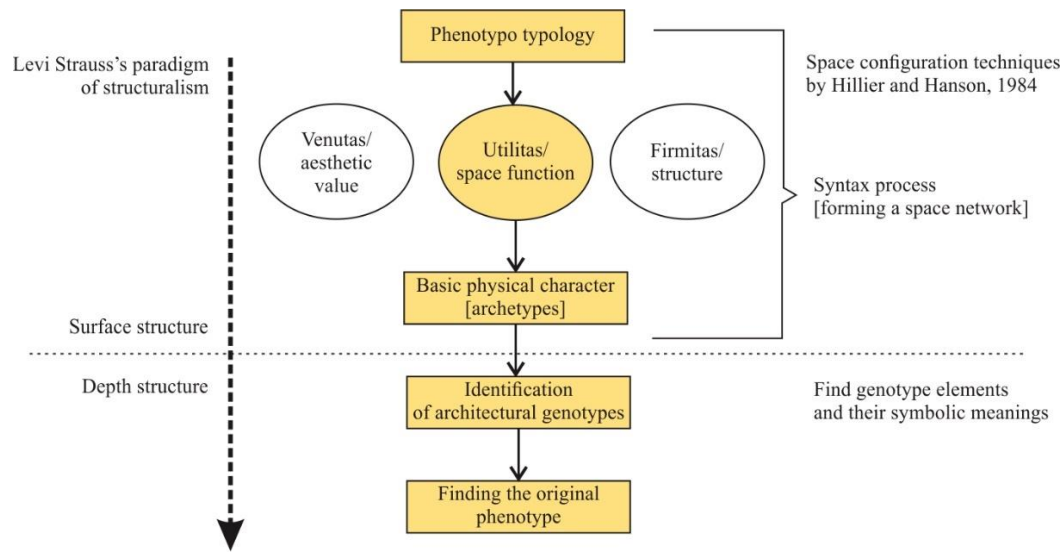 Phenotypo typology
Levi Strauss's paradigm
of structuralism
Space configuration techniques
by Hillier and Hanson, 1984
Venutas/
aesthetic
value
Utilitas/
space function
Firmitas/
structure
Syntax process
[forming a space network]
Basic physical character
[archetypes]
Surface structure
Depth structure
Identification
of architectural genotypes
Find genotype elements
and their symbolic meanings
Finding the original
phenotype